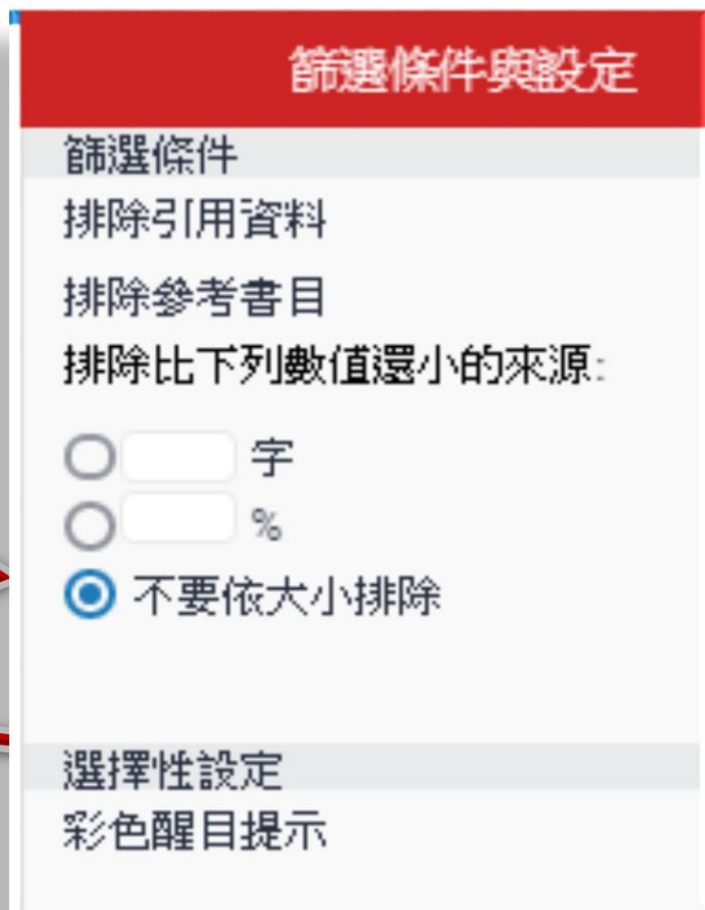 篩選條件與設定
篩選條件
排除引用資料
排除參考書目
排除比下列數值還小的來源:
字
%
不要依大小排除
選擇性設定
彩色醒目提示